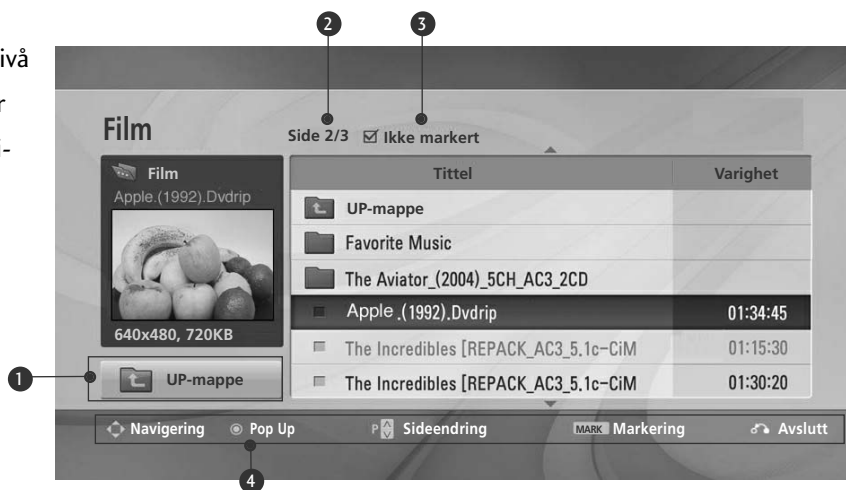 2 3
ivå
r
i-
Film
Side 2/3 Ikke markert
Film
Apple.(1992).Dvdrip
640x480, 720KB
1
UP-mappe
Tittel Varighet
UP-mappe
Favorite Music
The Aviator_(2004)_5CH_AC3_2CD
Apple.(1992).Dvdrip 01:34:45
The Incredibles [REPACK_AC3_5.1c-CiM 01:15:30
The Incredibles [REPACK_AC3_5.1c-CiM 01:30:20
Navigering Pop Up P Sideendring MARK Markering Avslutt
4